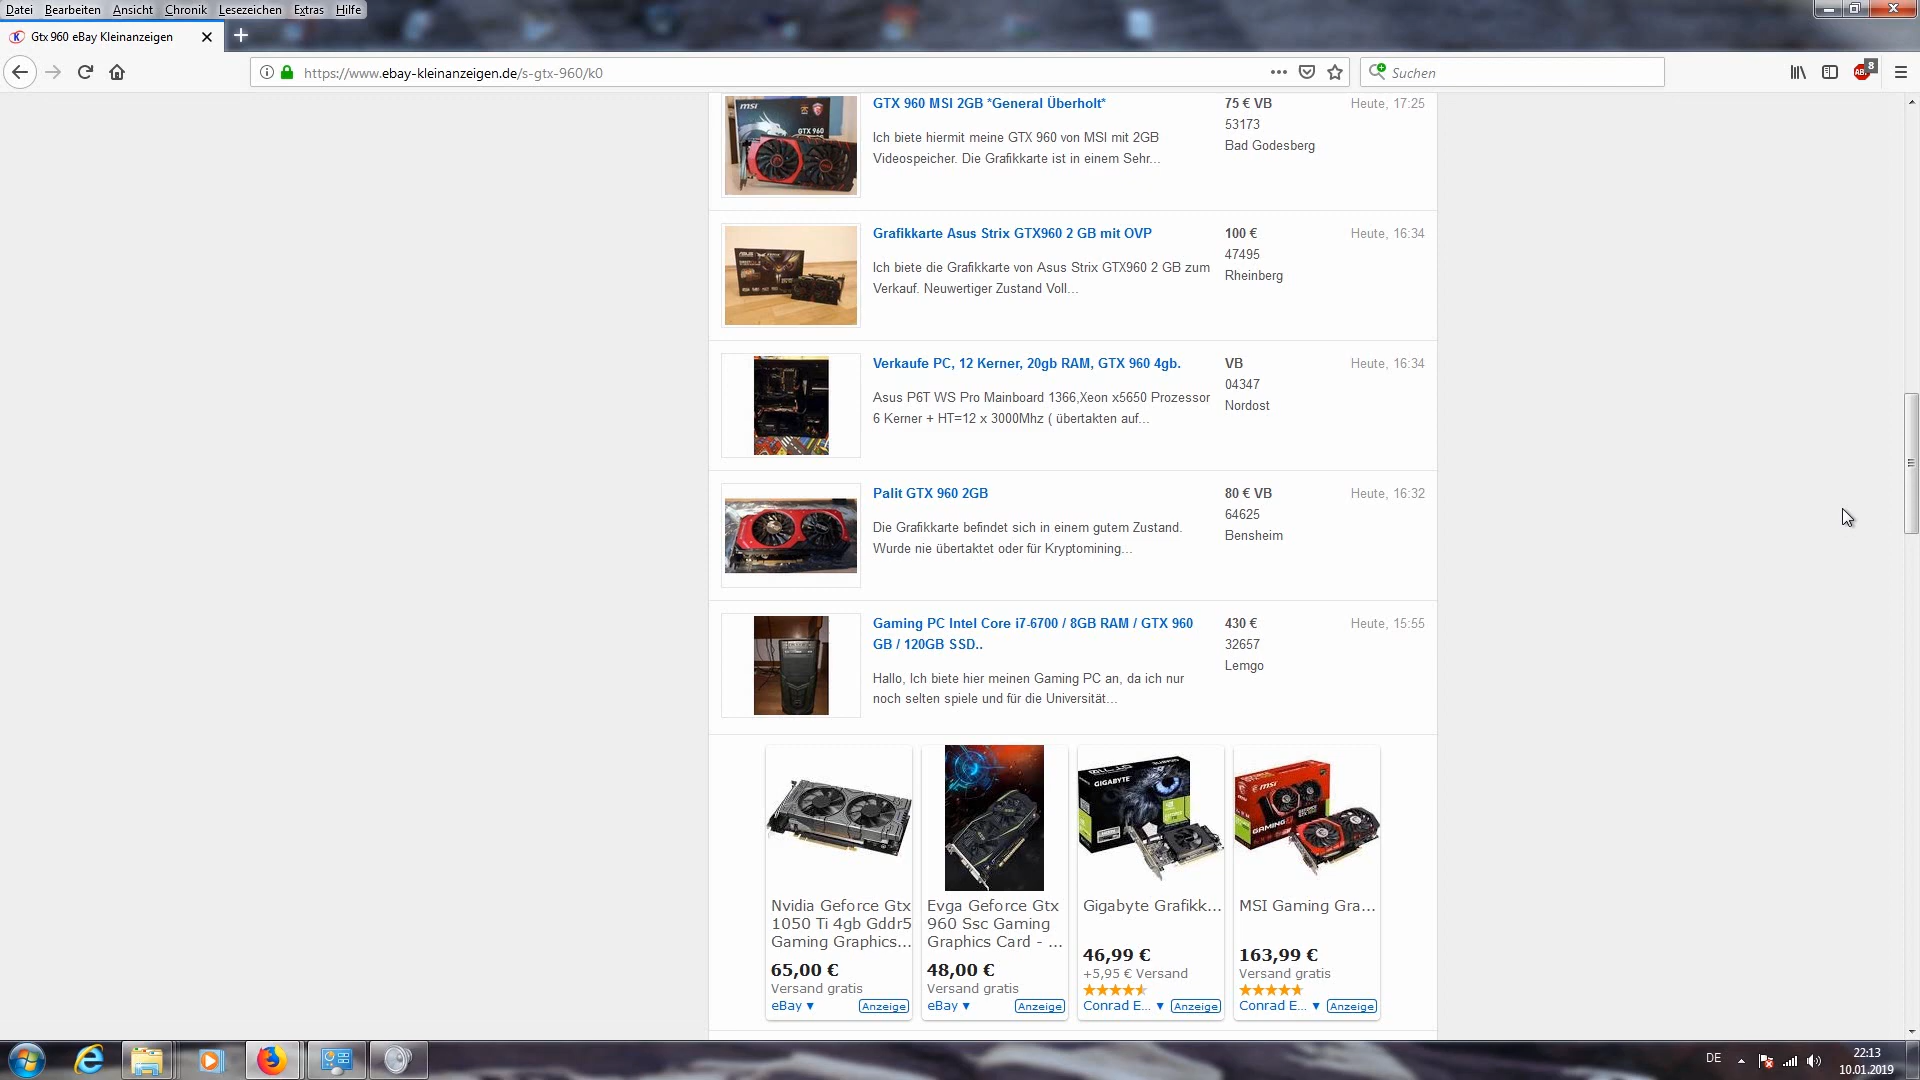 Datei Bearbeiten Ansicht Chronik Lesezeichen Extras Hilfe
Gtx 960 eBay Kleinanzeigen
https://www.ebay-kleinanzeigen.de/s-gtx-960/k0
Suchen
ABP 8
GTX 960 MSI 2GB *General Überholt* 75 € VB Heute, 17:25
53173
Ich biete hiermit meine GTX 960 von MSI mit 2GB Bad Godesberg
Videospeicher. Die Grafikkarte ist in einem Sehr...
msi
GTX 960
Grafikkarte Asus Strix GTX960 2 GB mit OVP 100 € Heute, 16:34
47495
Ich biete die Grafikkarte von Asus Strix GTX960 2 GB zum Rheinberg
Verkauf. Neuwertiger Zustand Voll...
Verkaufe PC, 12 Kerner, 20gb RAM, GTX 960 4gb. VB Heute, 16:34
04347
Asus P6T WS Pro Mainboard 1366,Xeon x5650 Prozessor Nordost
6 Kerner + HT=12 x 3000Mhz ( übertakten auf...
Palit GTX 960 2GB 80 € VB Heute, 16:32
64625
Die Grafikkarte befindet sich in einem gutem Zustand. Bensheim
Wurde nie übertaktet oder für Kryptomining...
Gaming PC Intel Core i7-6700 / 8GB RAM / GTX 960 430 € Heute, 15:55
GB / 120GB SSD.. 32657
Lemgo
Hallo, Ich biete hier meinen Gaming PC an, da ich nur
noch selten spiele und für die Universität...
GIGABYTE
msi
GAMING X
Nvidia Geforce Gtx
1050 Ti 4gb Gddr5
Gaming Graphics...
65,00 €
Versand gratis
eBay ▼ Anzeige
Evga Geforce Gtx
960 Ssc Gaming
Graphics Card - ...
48,00 €
Versand gratis
eBay ▼ Anzeige
Gigabyte Grafikk...
46,99 €
+5,95 € Versand
Conrad E... ▼ Anzeige
MSI Gaming Gra...
163,99 €
Versand gratis
Conrad E... ▼ Anzeige
DE
22:13
10.01.2019